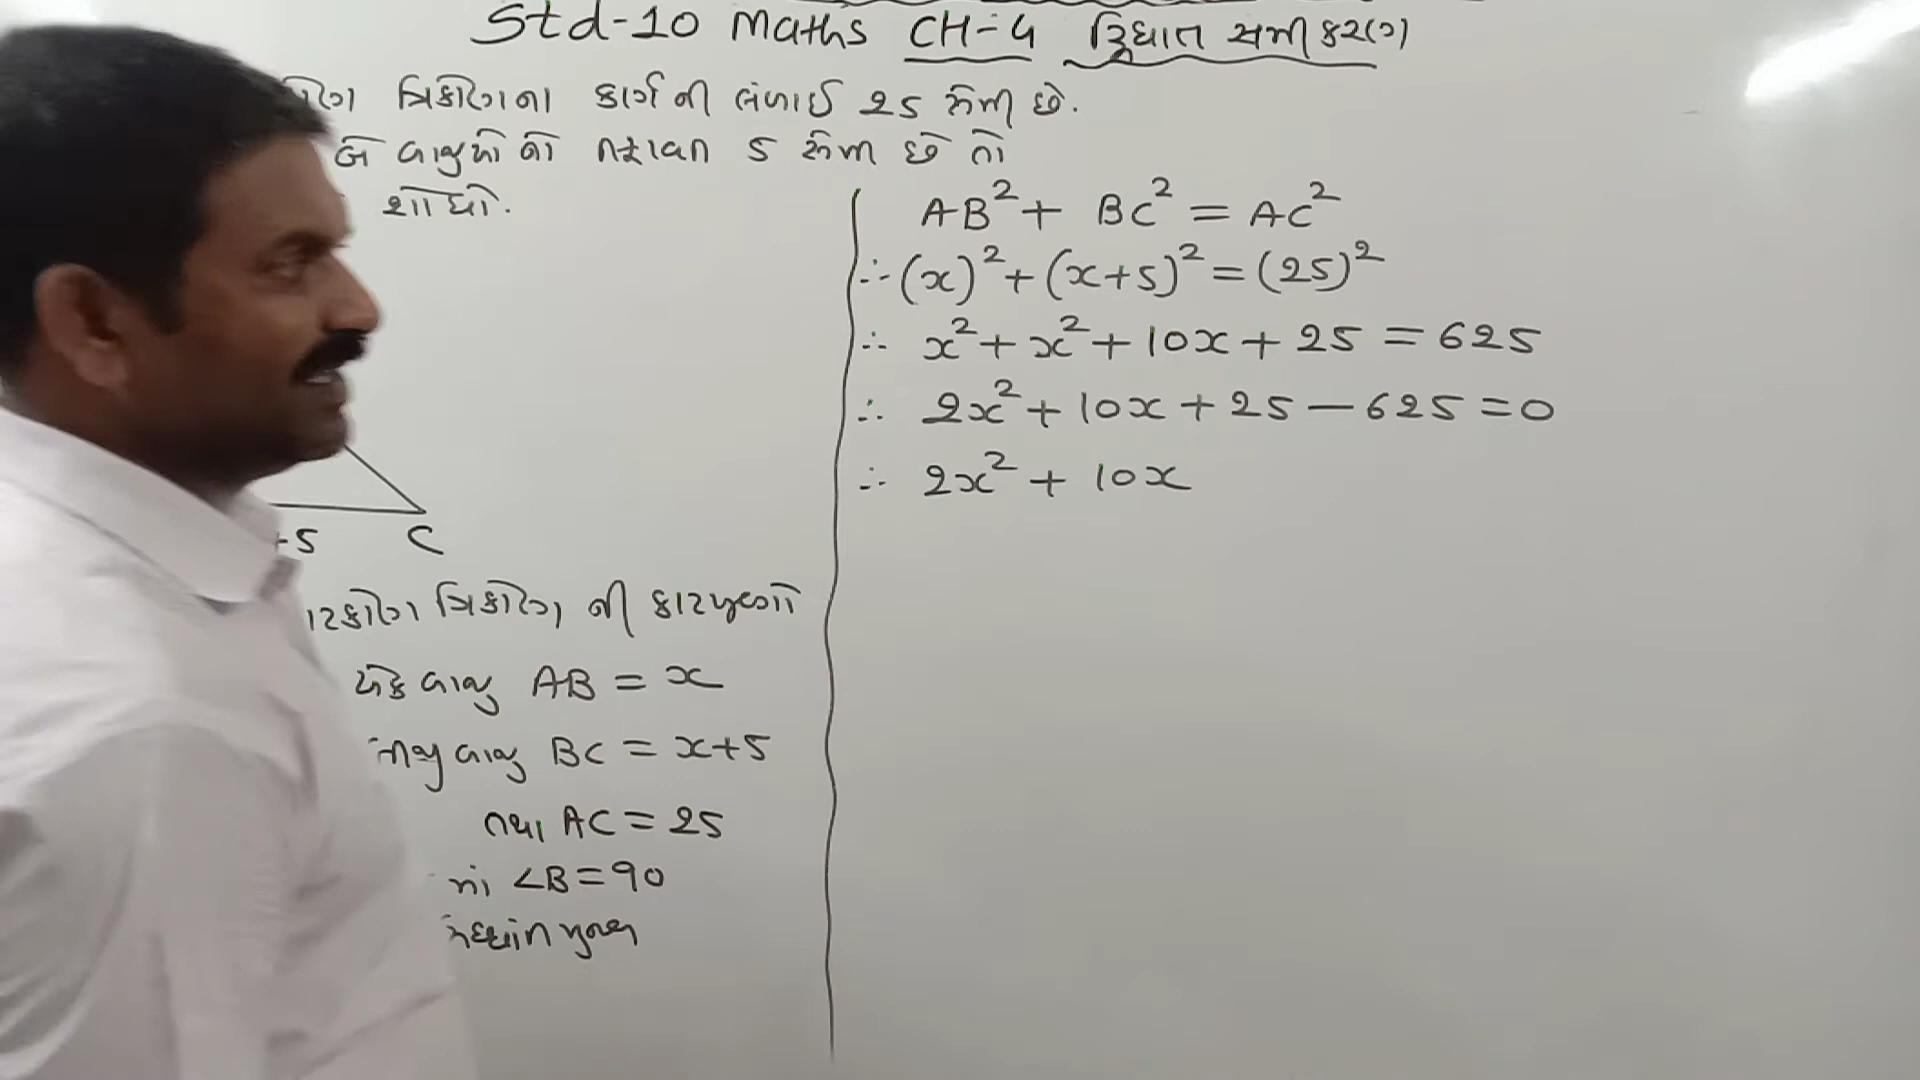 Std-10 Maths CH-4 દ્વિઘાત સમીકરણ
ત્રિકોણના કર્ણની લંબાઈ 25 સેમી છે.
બે બાજુઓનો તફાવત 5 સેમી છે તો
શોધો.
+5 C
કાટકોણ ત્રિકોણની કાટખૂણો
એક બાજુ AB = x
બાજુ BC = x+5
તથા AC = 25
માં ∠B=90
AB² + BC² = AC²
∴ (x)² + (x+5)² = (25)²
∴ x² + x² + 10x + 25 = 625
∴ 2x² + 10x + 25 – 625 = 0
∴ 2x² + 10x